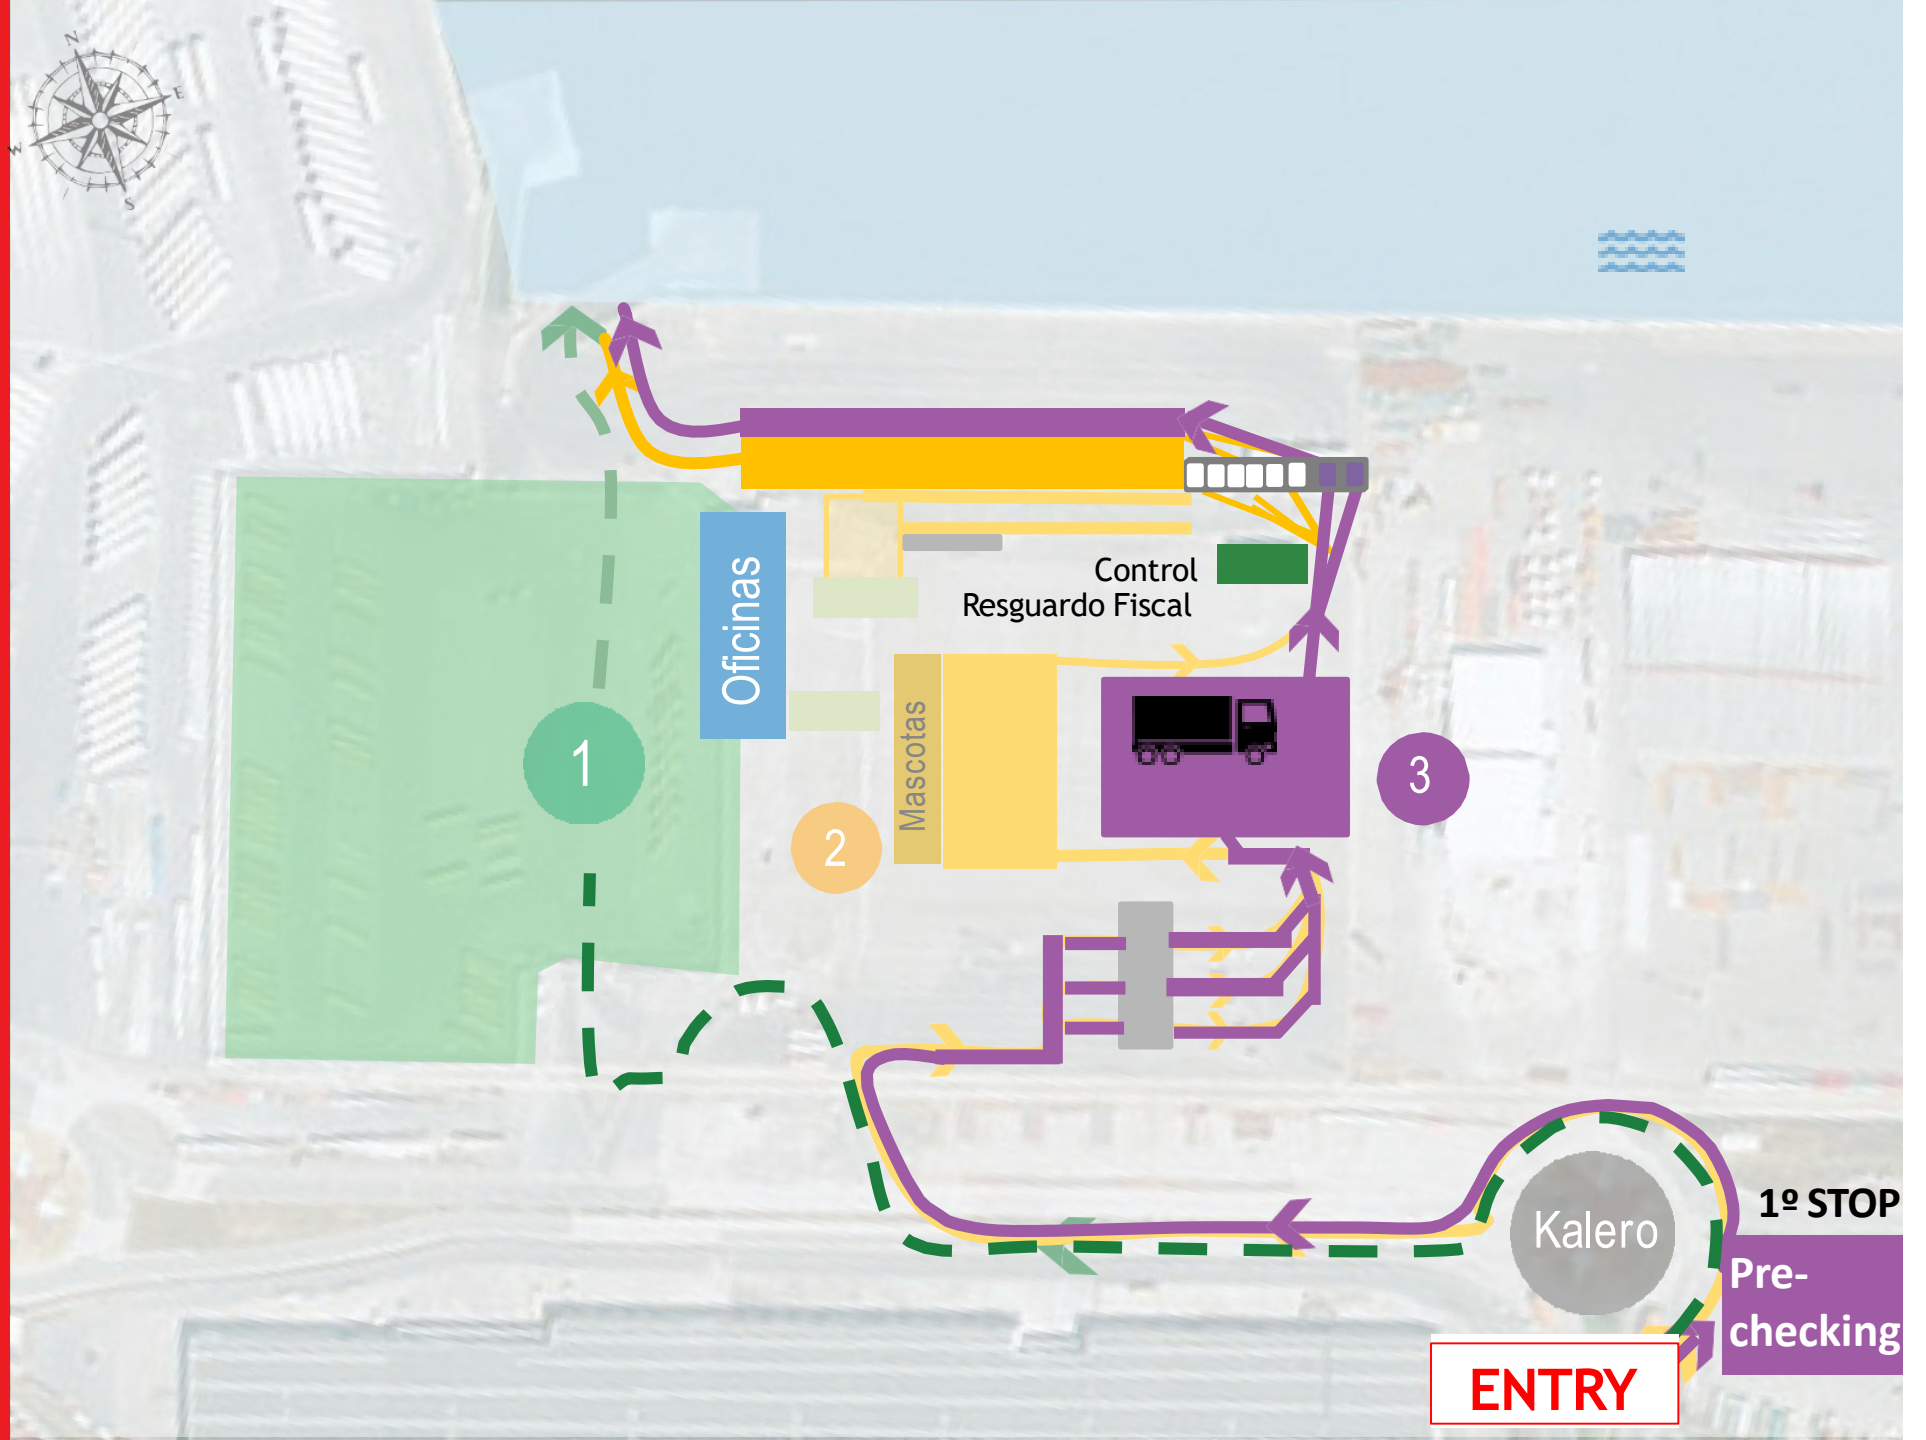 N
E
W
S
Oficinas
Control
Resguardo Fiscal
Mascotas
1
2
3
Kalero
1º STOP
Pre-
checking
ENTRY